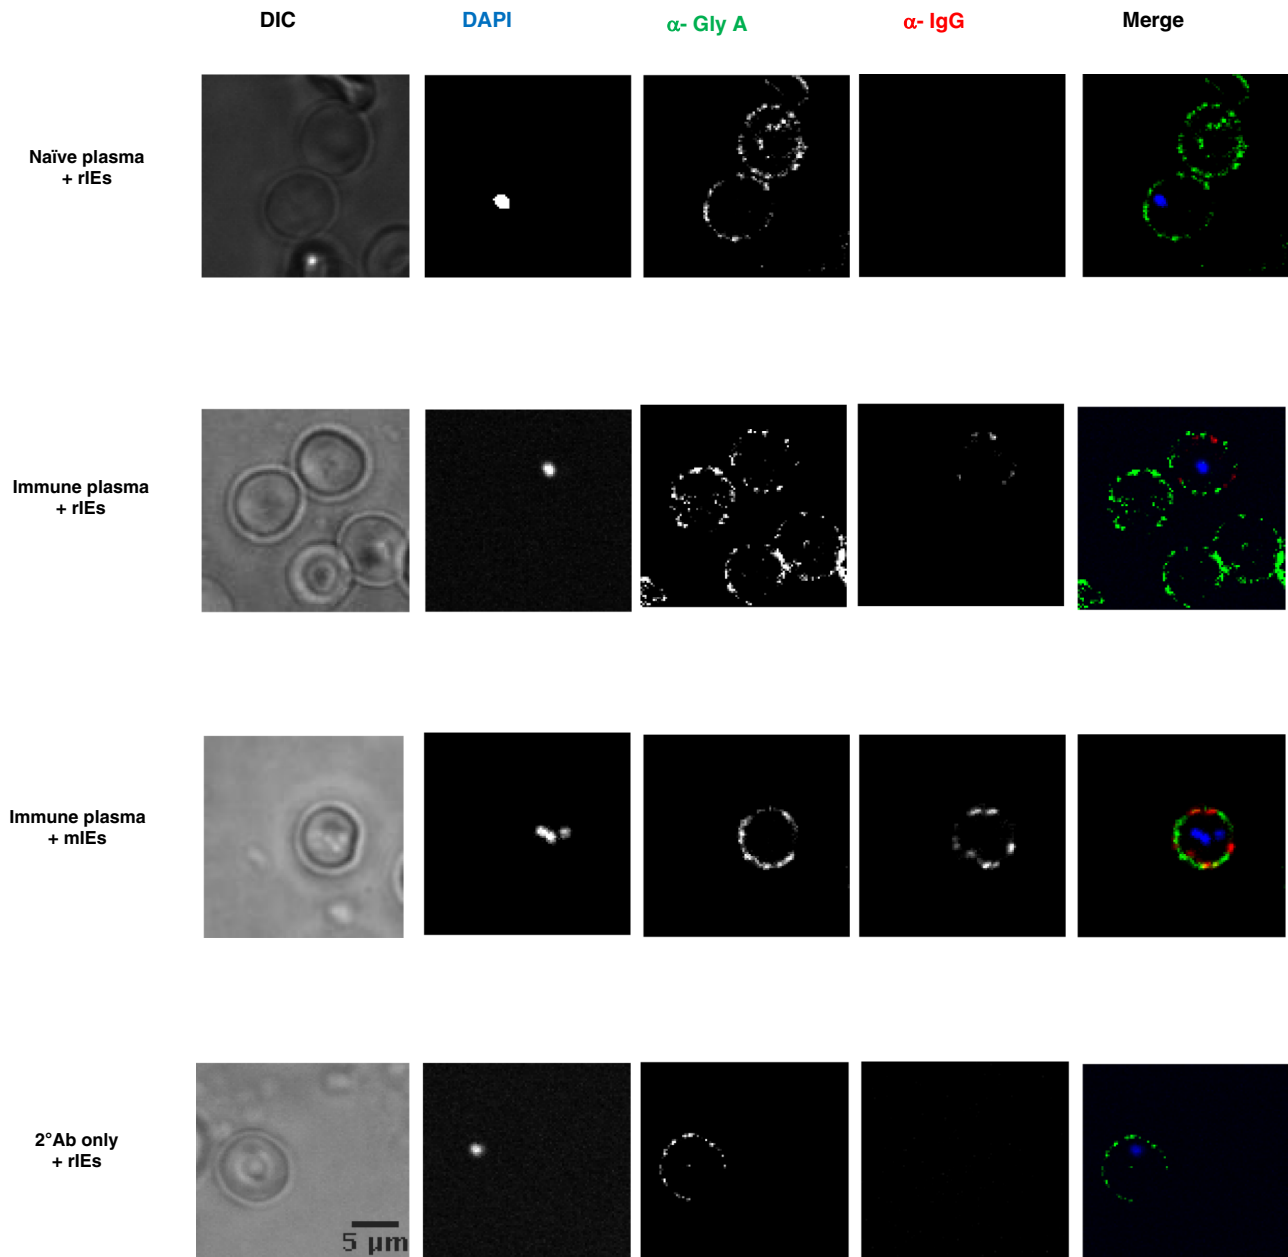 DIC DAPI α- Gly A α- IgG Merge
Naïve plasma
+ rIEs
Immune plasma
+ rIEs
Immune plasma
+ mIEs
2°Ab only
+ rIEs
5 µm